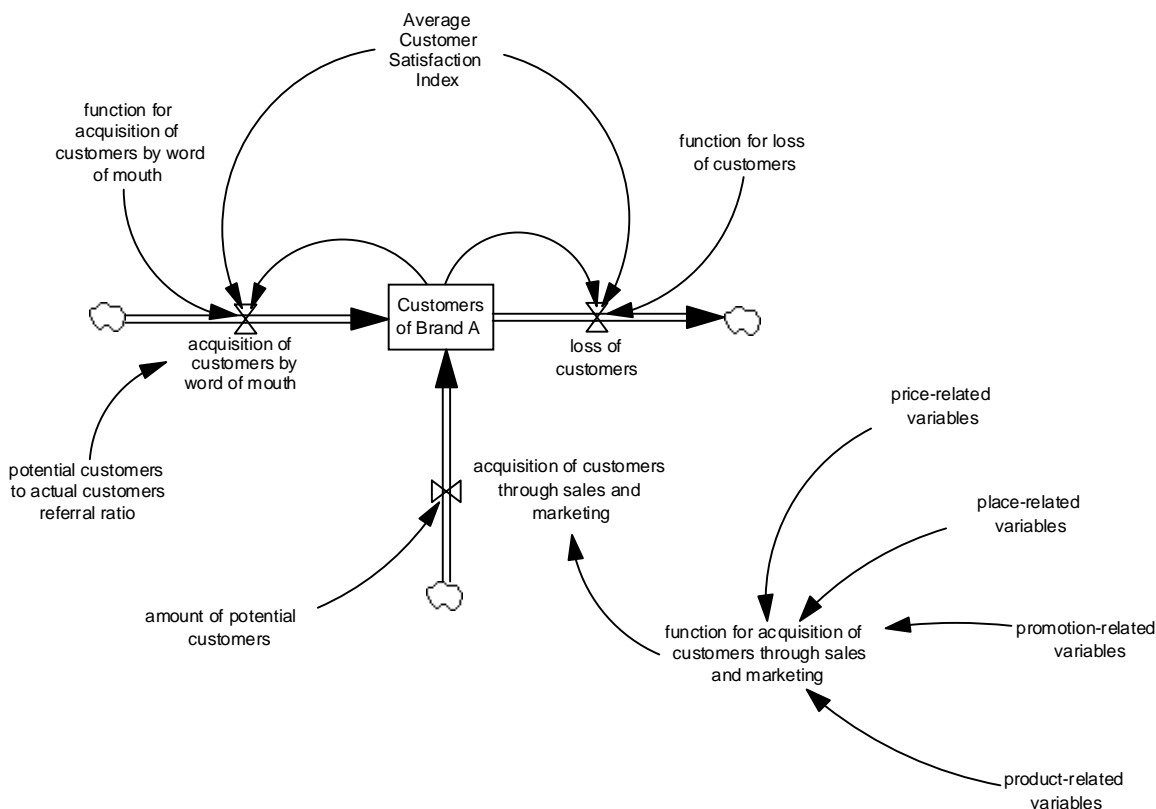 Average
Customer
Satisfaction
Index
function for
acquisition of
customers by word
of mouth
function for loss
of customers
Customers
of Brand A
acquisition of
customers by
word of mouth
loss of
customers
price-related
variables
potential customers
to actual customers
referral ratio
acquisition of customers
through sales and
marketing
place-related
variables
amount of potential
customers
function for acquisition of
customers through sales
and marketing
promotion-related
variables
product-related
variables